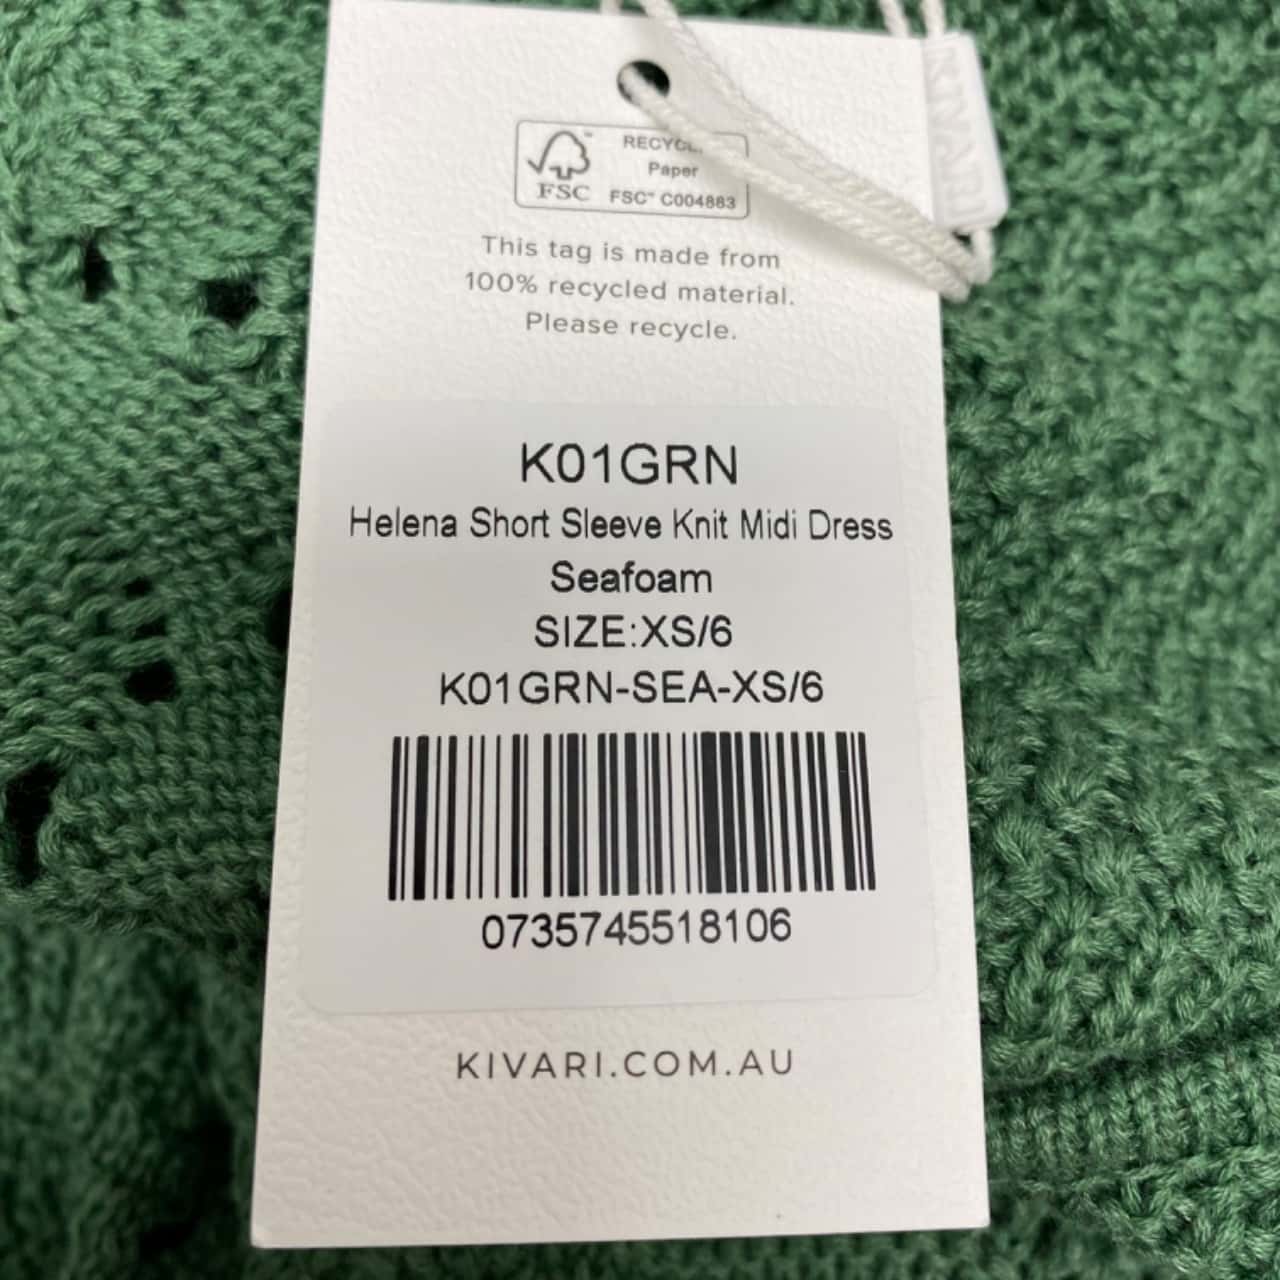 RECYCL
Paper
FSC™ C004883
FSC
This tag is made from
100% recycled material.
Please recycle.
K01GRN
Helena Short Sleeve Knit Midi Dress
Seafoam
SIZE:XS/6
K01GRN-SEA-XS/6
0735745518106
KIVARI.COM.AU
KIVARI